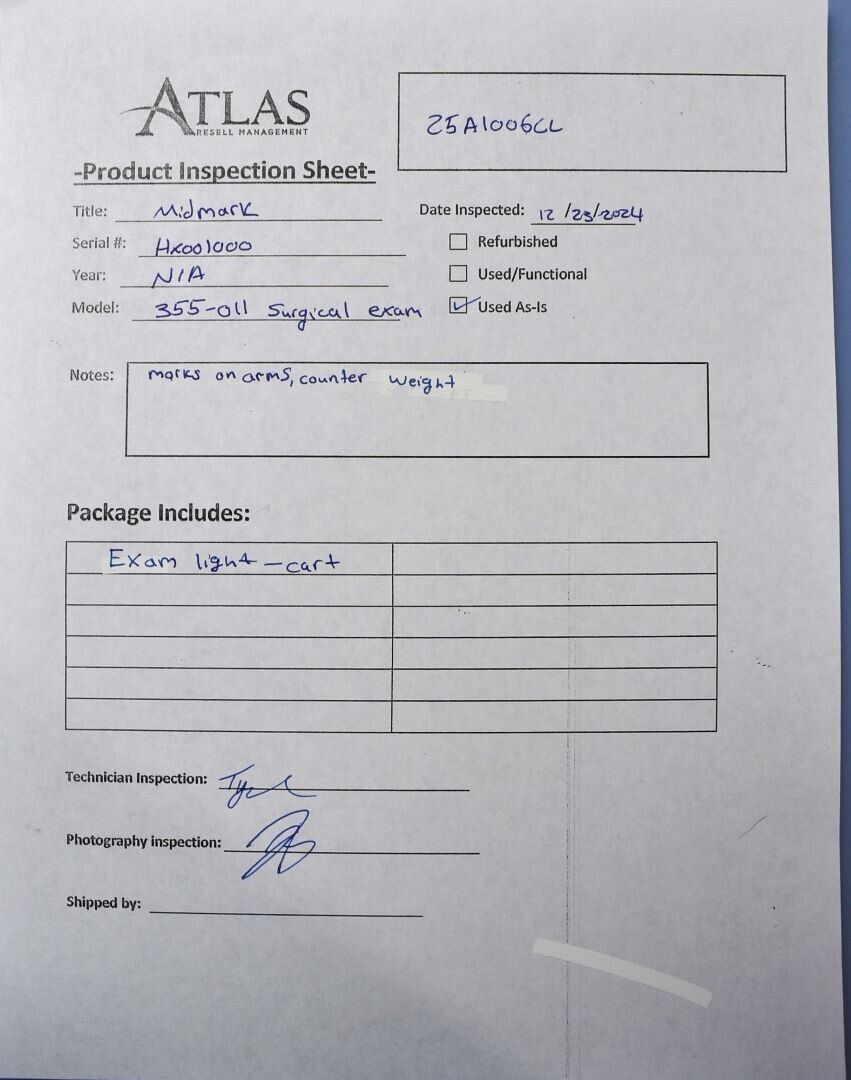 ATLAS
RESELL MANAGEMENT
25A1006CL
-Product Inspection Sheet-
Title: Midmark
Date Inspected: 12/23/2024
Serial #: HX001000
Refurbished
Year: N/A
Used/Functional
Model: 355-011 Surgical exam
Used As-Is
Notes: marks on arms, counter weight
Package Includes:
Exam light - cart
Technician Inspection:
Photography inspection:
Shipped by: